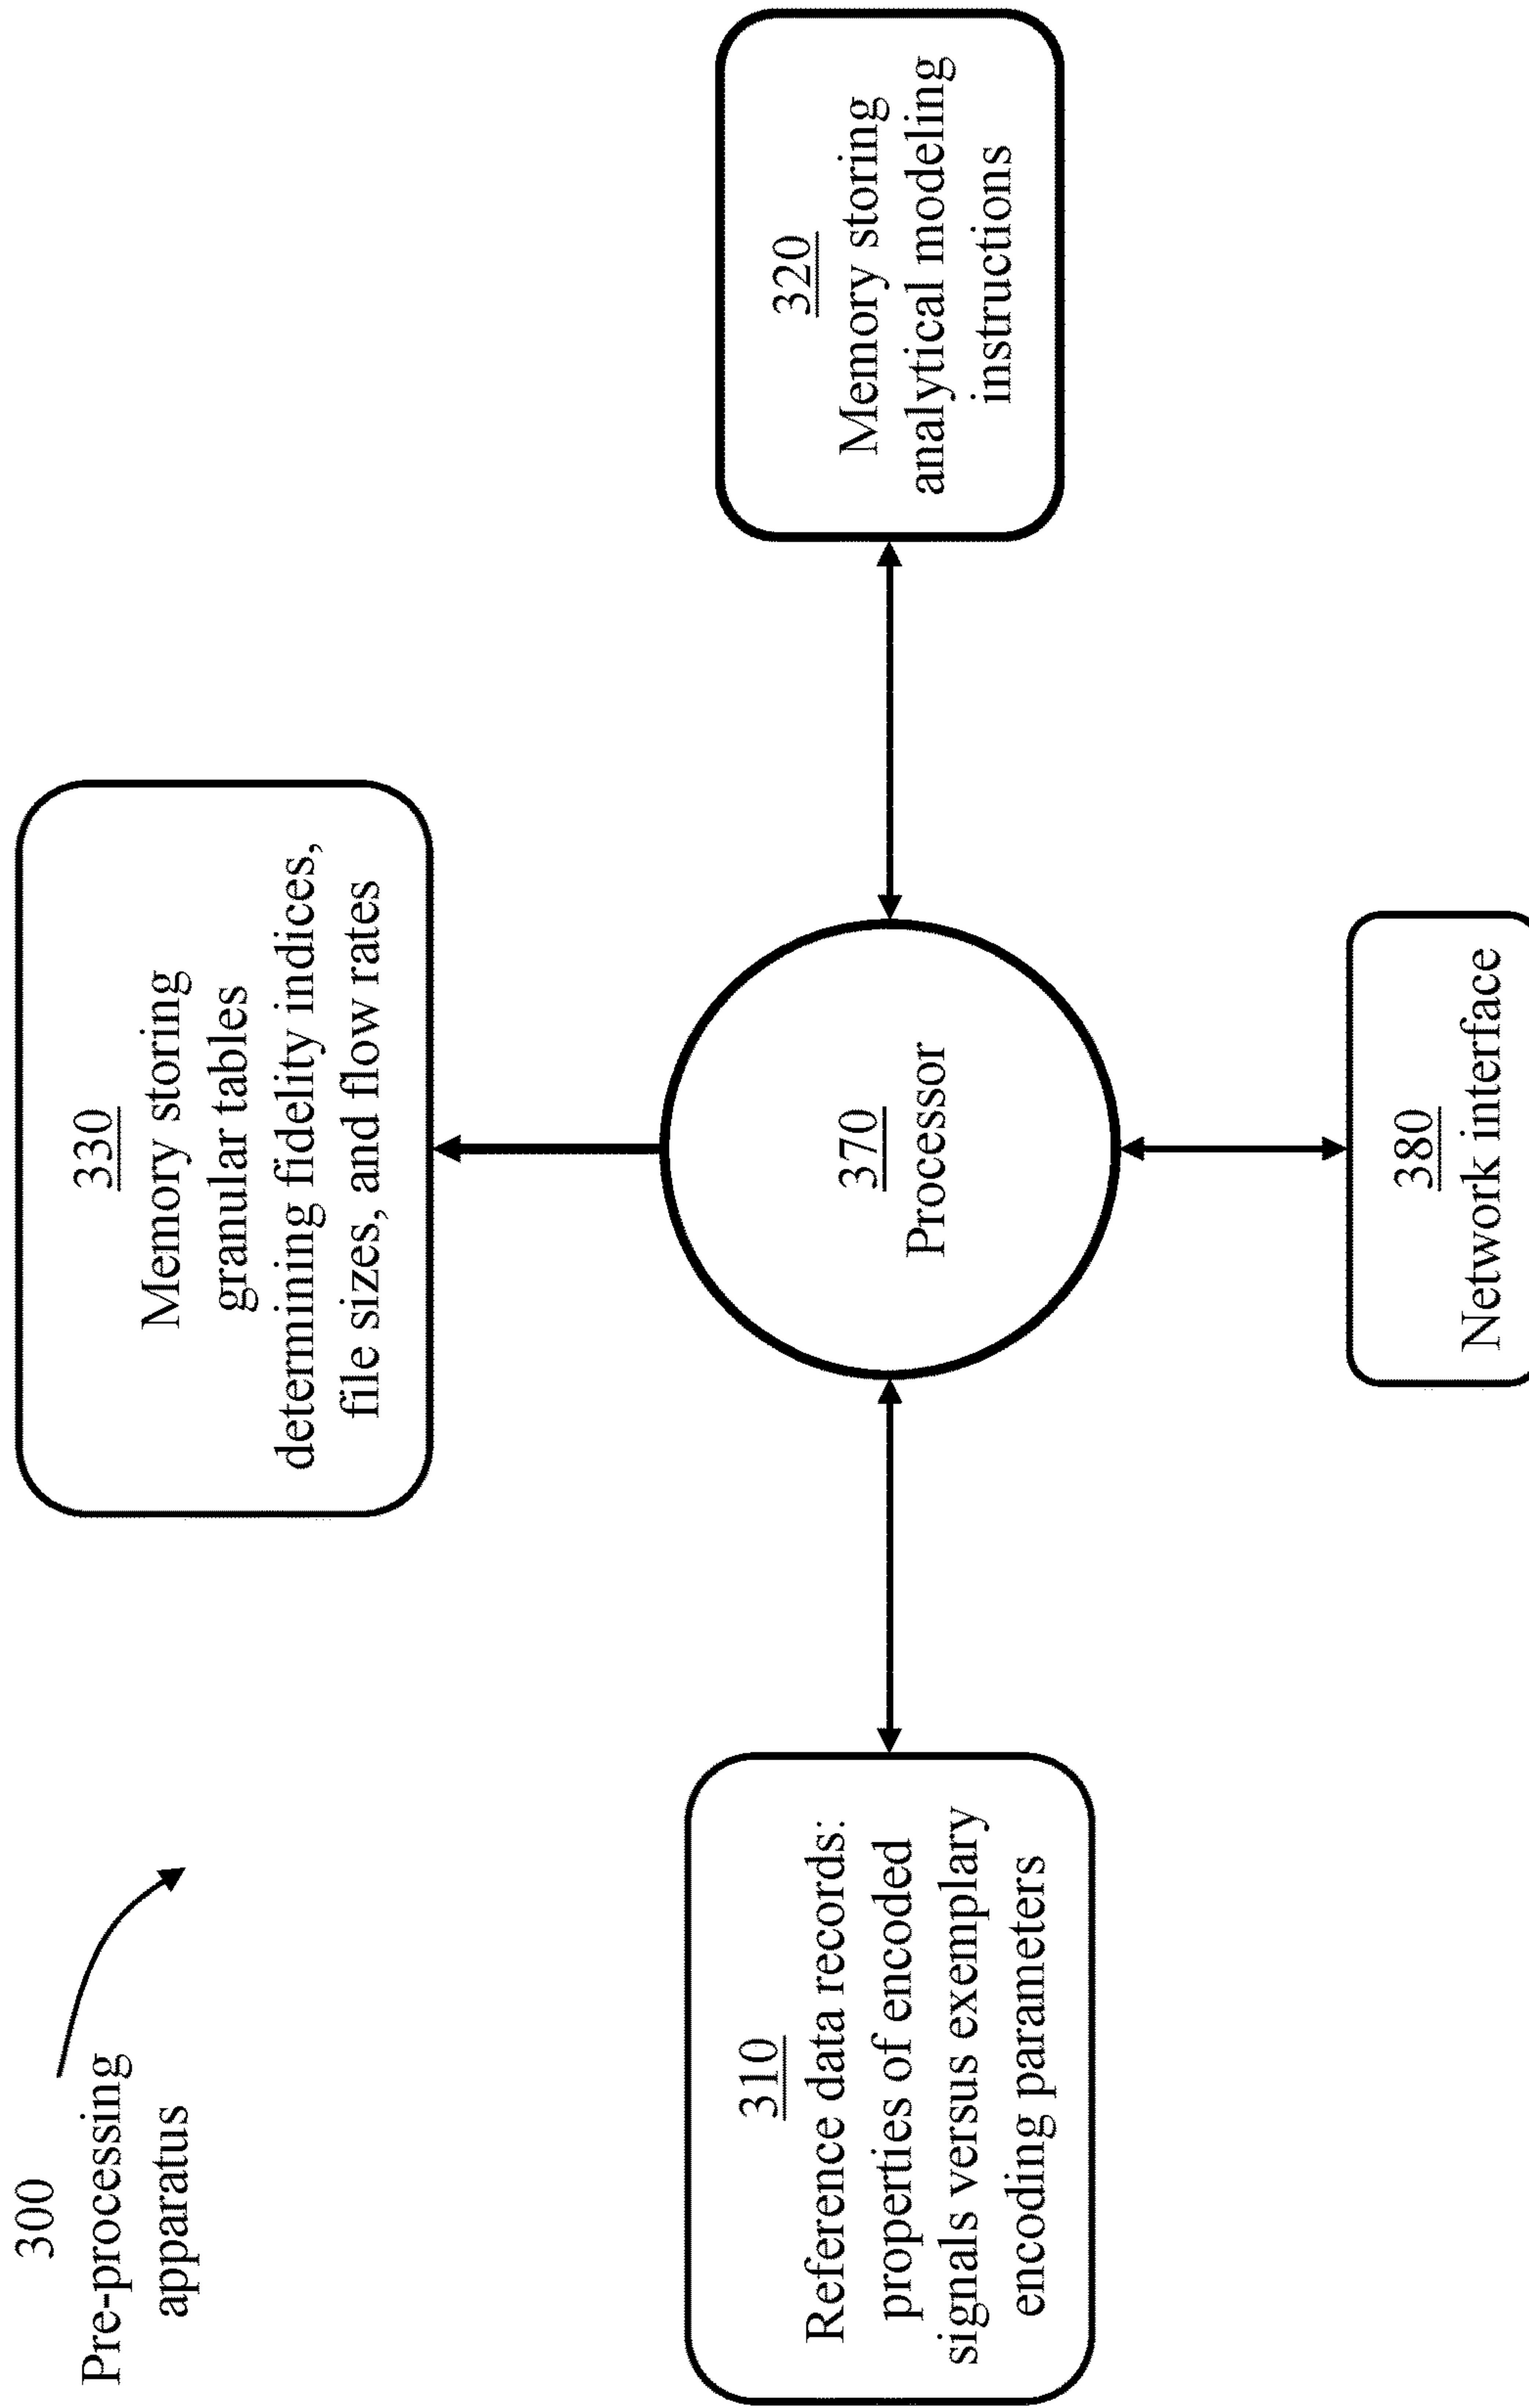 300
Pre-processing
apparatus
330
Memory storing
granular tables
determining fidelity indices,
file sizes, and flow rates
310
Reference data records:
properties of encoded
signals versus exemplary
encoding parameters
370
Processor
320
Memory storing
analytical modeling
instructions
380
Network interface